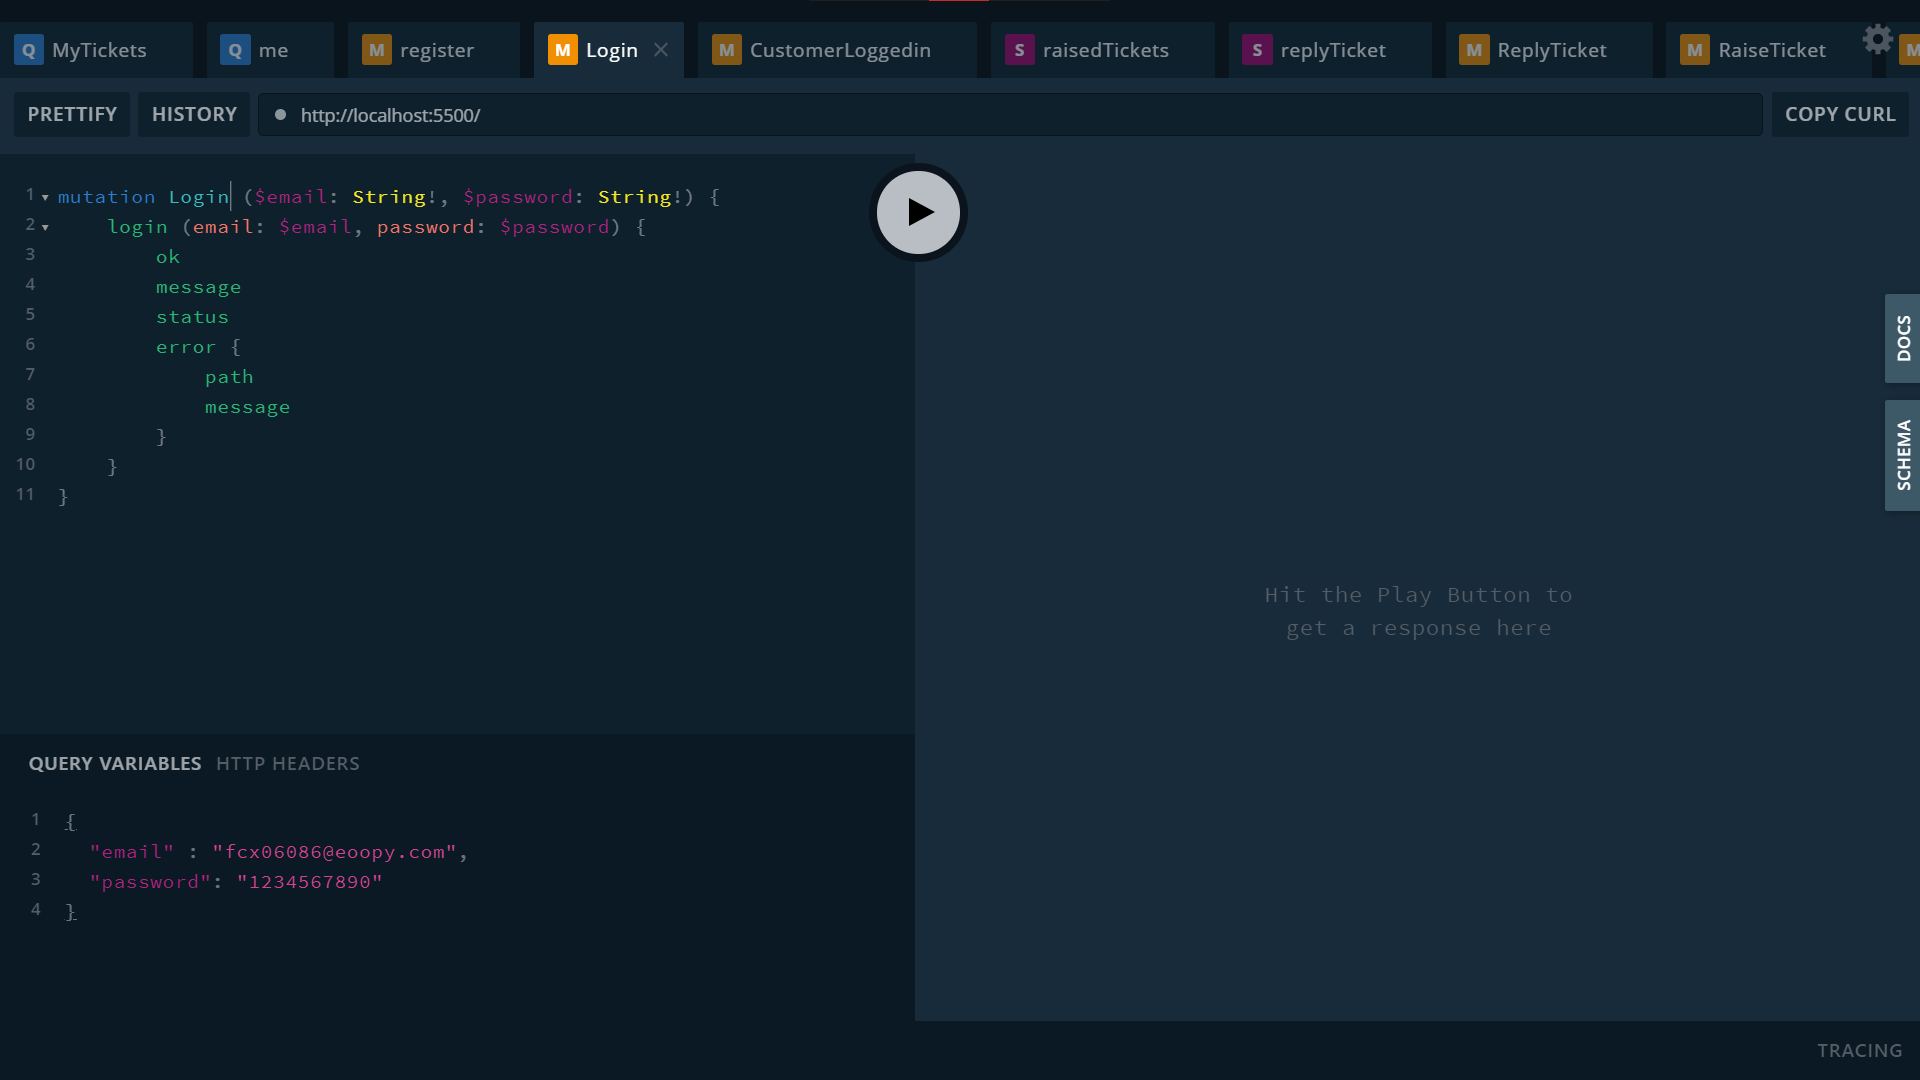 Q MyTickets
Q me
M register
M Login
M CustomerLoggedin
S raisedTickets
S replyTicket
M ReplyTicket
M RaiseTicket
M
PRETTIFY
HISTORY
http://localhost:5500/
COPY CURL
1 mutation Login ($email: String!, $password: String!) {
2 login (email: $email, password: $password) {
3 ok
4 message
5 status
6 error {
7 path
8 message
9 }
10 }
11 }
DOCS
SCHEMA
Hit the Play Button to
get a response here
QUERY VARIABLES HTTP HEADERS
1 {
2 "email" : "fcx06086@eoopy.com",
3 "password": "1234567890"
4 }
TRACING